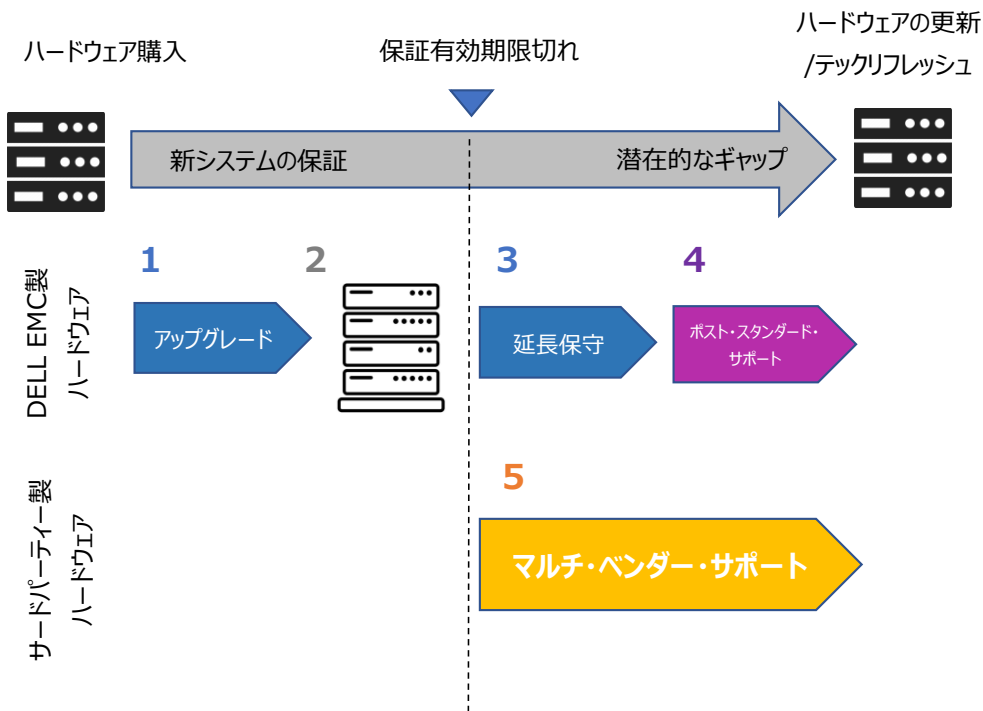 ハードウェア購入
保証有効期限切れ
ハードウェアの更新
/テックリフレッシュ
新システムの保証
潜在的なギャップ
DELL EMC製
ハードウェア
1
2
3
4
アップグレード
延長保守
ポスト・スタンダード・
サポート
サードパーティー製
ハードウェア
5
マルチ・ベンダー・サポート